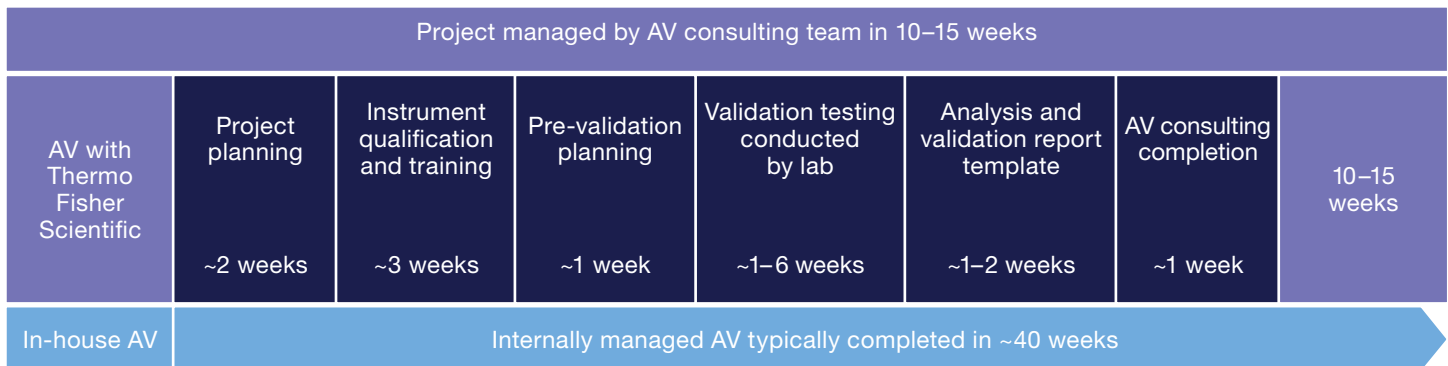 Project managed by AV consulting team in 10–15 weeks
AV with
Thermo
Fisher
Scientific
Project
planning
~2 weeks
Instrument
qualification
and training
~3 weeks
Pre-validation
planning
~1 week
Validation testing
conducted
by lab
~1–6 weeks
Analysis and
validation report
template
~1–2 weeks
AV consulting
completion
~1 week
10–15
weeks
In-house AV
Internally managed AV typically completed in ~40 weeks